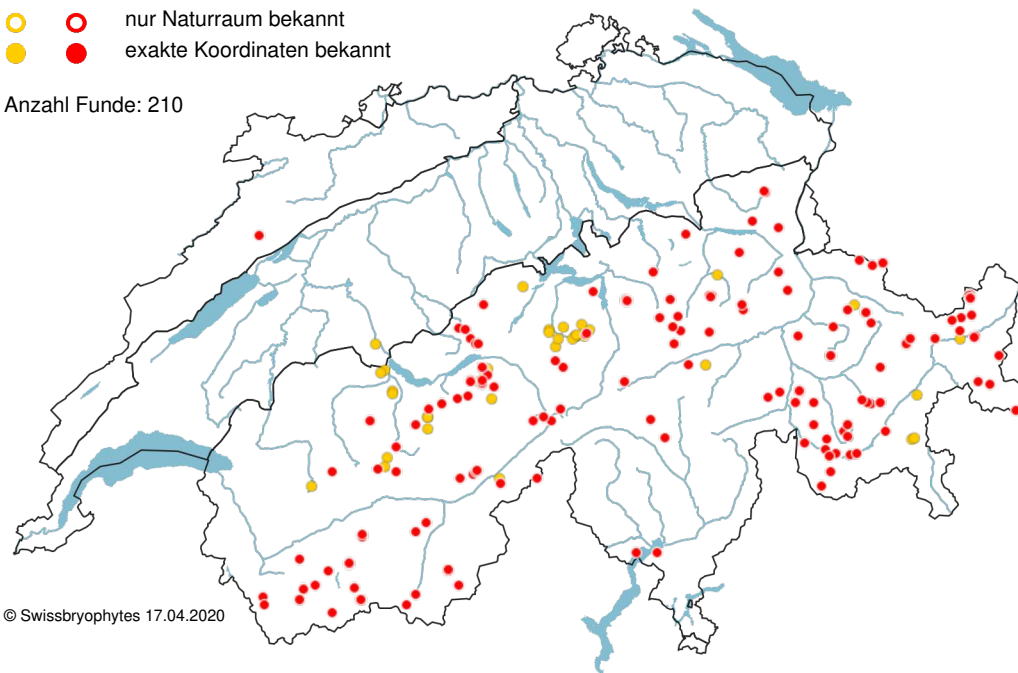 nur Naturraum bekannt
exakte Koordinaten bekannt
Anzahl Funde: 210
© Swissbryophytes 17.04.2020